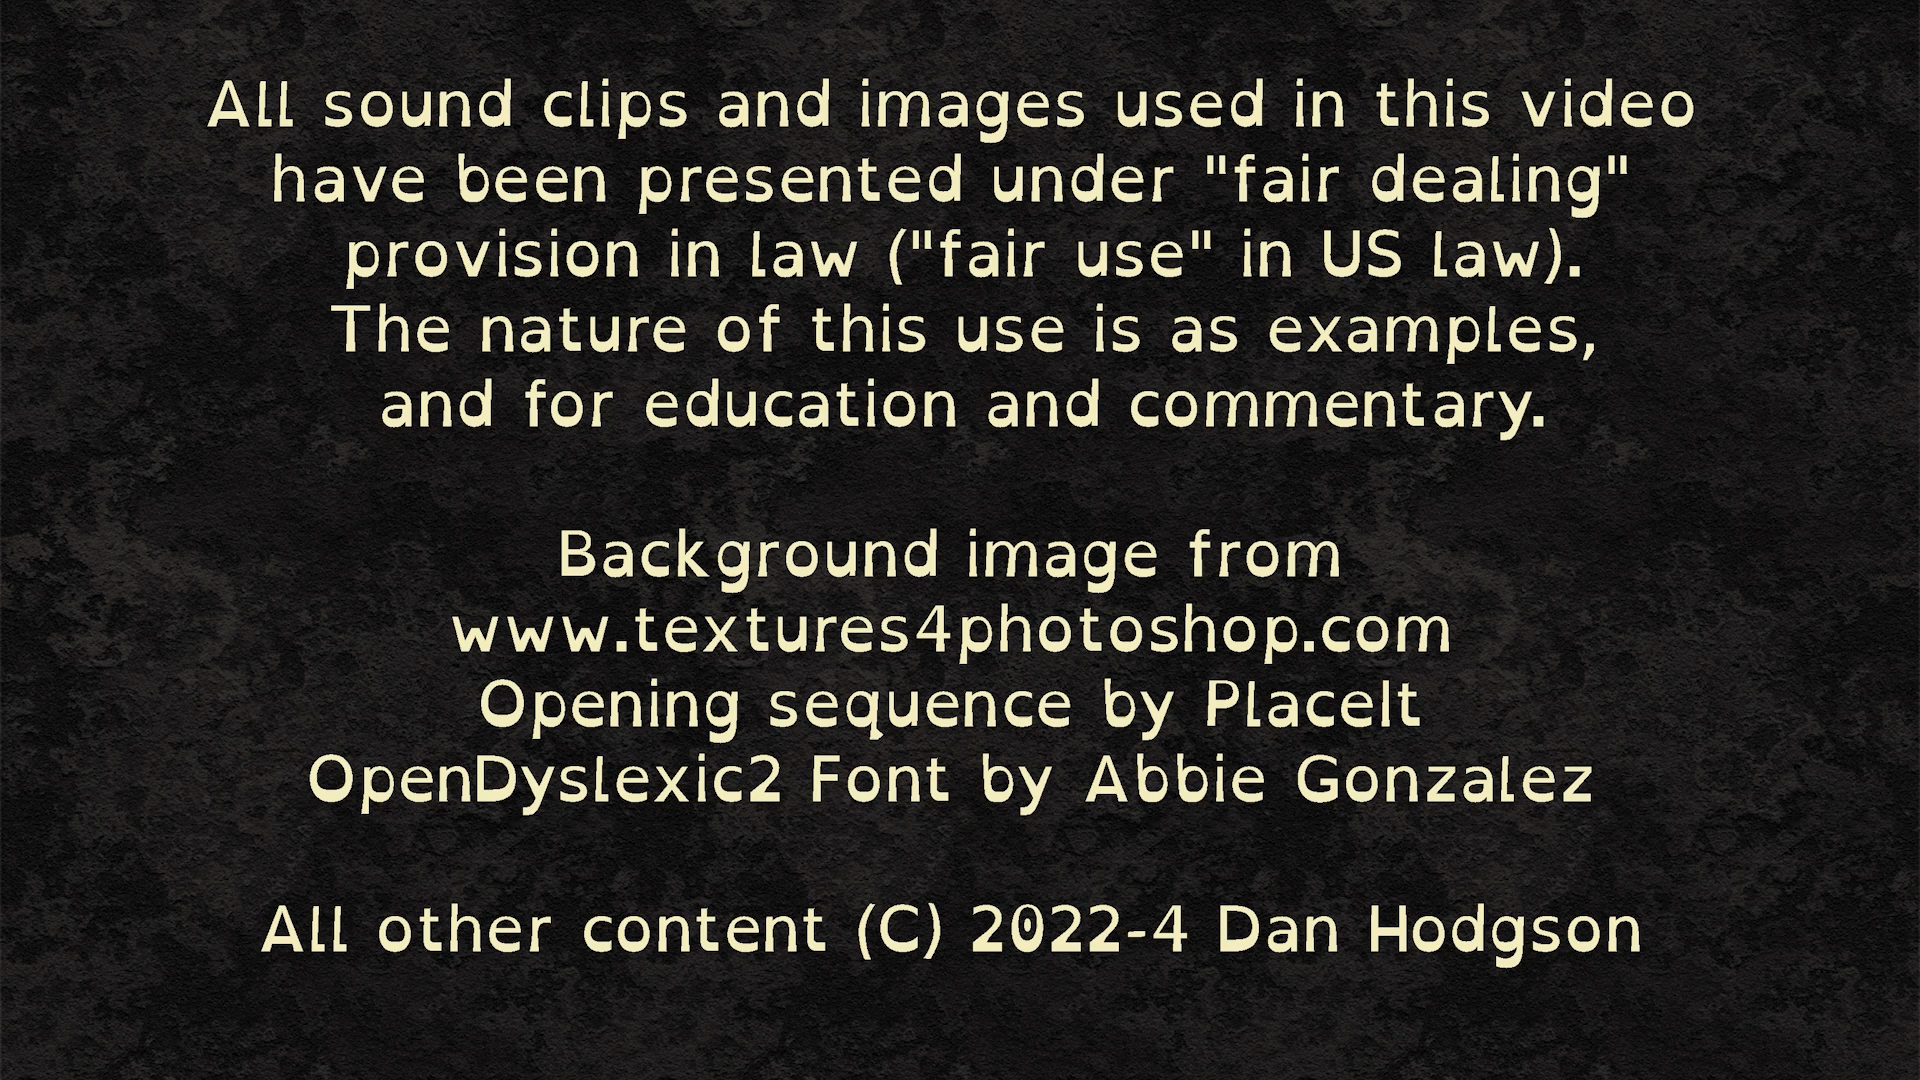 All sound clips and images used in this video
have been presented under "fair dealing"
provision in law ("fair use" in US law).
The nature of this use is as examples,
and for education and commentary.
Background image from
www.textures4photoshop.com
Opening sequence by PlaceIt
OpenDyslexic2 Font by Abbie Gonzalez
All other content (C) 2022-4 Dan Hodgson